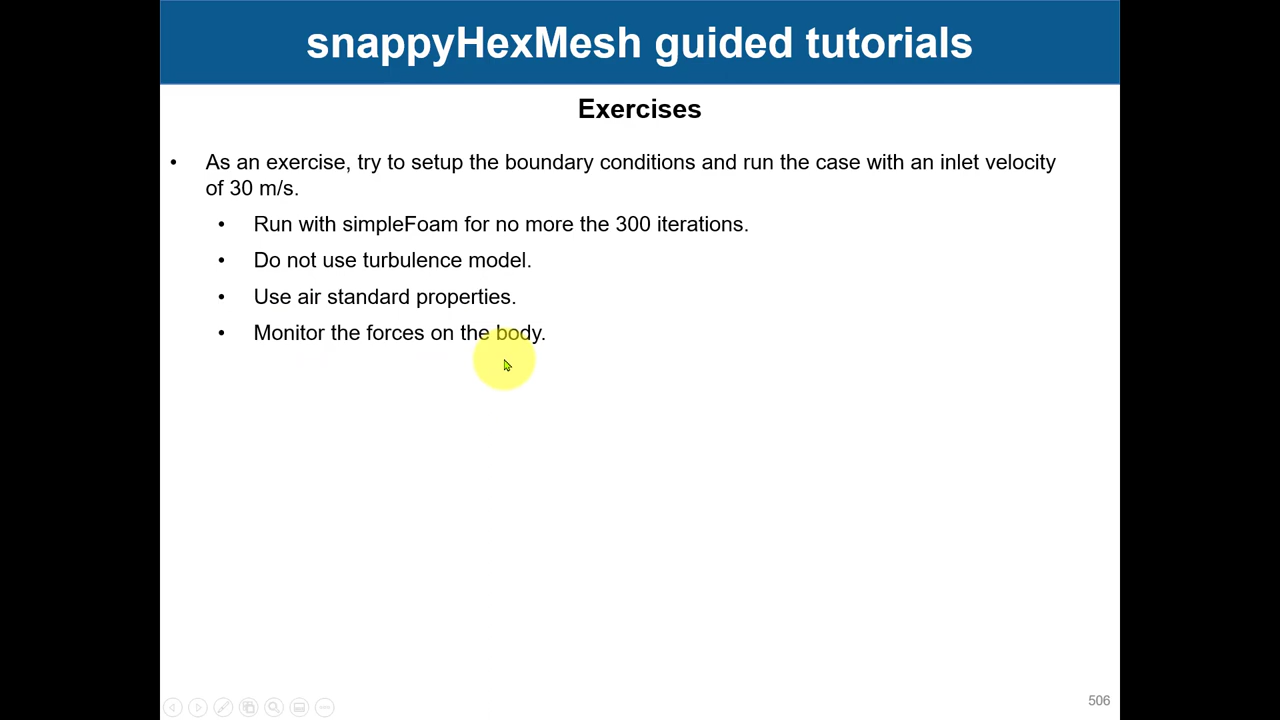 snappyHexMesh guided tutorials
Exercises
• As an exercise, try to setup the boundary conditions and run the case with an inlet velocity
of 30 m/s.
• Run with simpleFoam for no more the 300 iterations.
• Do not use turbulence model.
• Use air standard properties.
• Monitor the forces on the body.
506